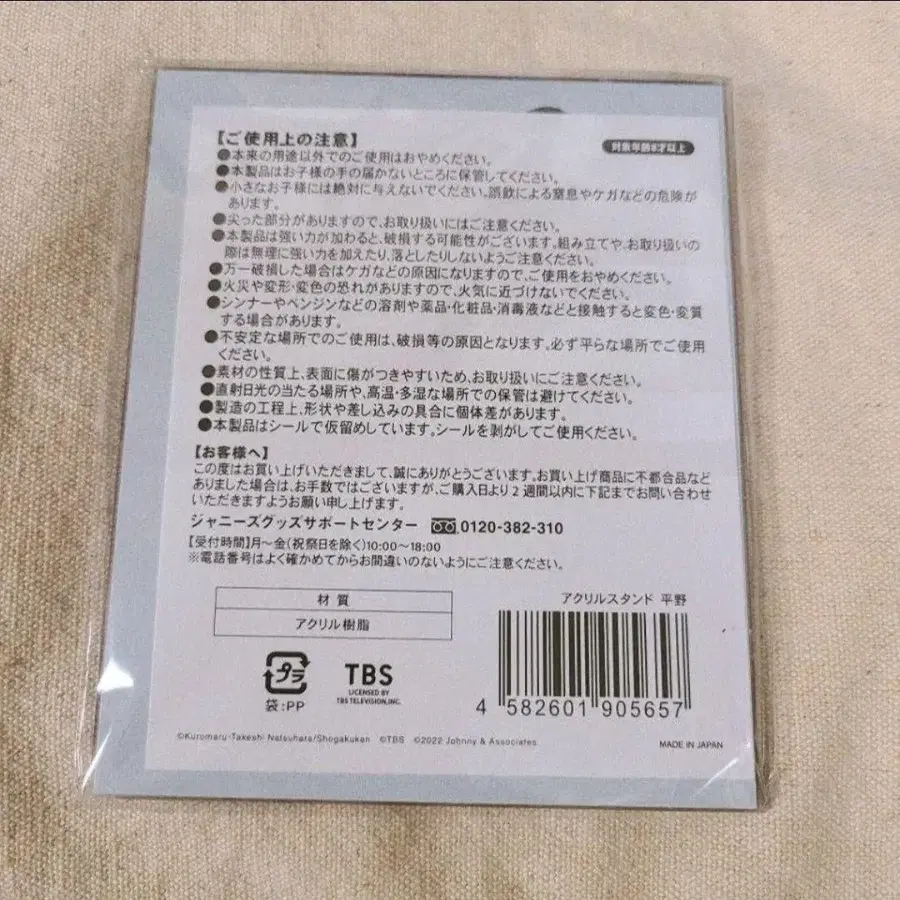 【ご使用上の注意】
対象年齢8才以上
●本来の用途以外でのご使用はおやめください。
●本製品はお子様の手の届かないところに保管してください。
●小さなお子様には絶対に与えないでください。誤飲による窒息やケガなどの危険が
あります。
●尖った部分がありますので、お取り扱いにはご注意ください。
●本製品は強い力が加わると、破損する可能性がございます。組み立てや、お取り扱いの
際は無理に強い力を加えたり、落としたりしないようご注意ください。
●万一破損した場合はケガなどの原因になりますので、ご使用をおやめください。
●火災や変形・変色の恐れがありますので、火気に近づけないでください。
●シンナーやベンジンなどの溶剤や薬品・化粧品・消毒液などと接触すると変色・変質
する場合があります。
●不安定な場所でのご使用は、破損等の原因となります。必ず平らな場所でご使用
ください。
●素材の性質上、表面に傷がつきやすいため、お取り扱いにご注意ください。
●直射日光の当たる場所や、高温・多湿な場所での保管は避けてください。
●製造の工程上、形状や差し込みの具合に個体差があります。
●本製品はシールで仮留めしています。シールを剥がしてご使用ください。
【お客様へ】
この度はお買い上げいただきまして、誠にありがとうございます。お買い上げ商品に不都合品など
ありました場合は、お手数ではございますが、ご購入日より2週間以内に下記までお問い合わせ
いただきますようお願い申し上げます。
ジャニーズグッズサポートセンター 0120-382-310
【受付時間】月〜金(祝祭日を除く)10:00〜18:00
※電話番号はよく確かめてからお間違いのないようにご注意ください。
材質
アクリル樹脂
アクリルスタンド 平野
プラ
袋:PP
TBS
LICENSED BY
TBS TELEVISION, INC.
4 582601 905657
©Kuromaru・Takeshi Natsuhara/Shogakukan ©TBS ©2022 Johnny & Associates
MADE IN JAPAN